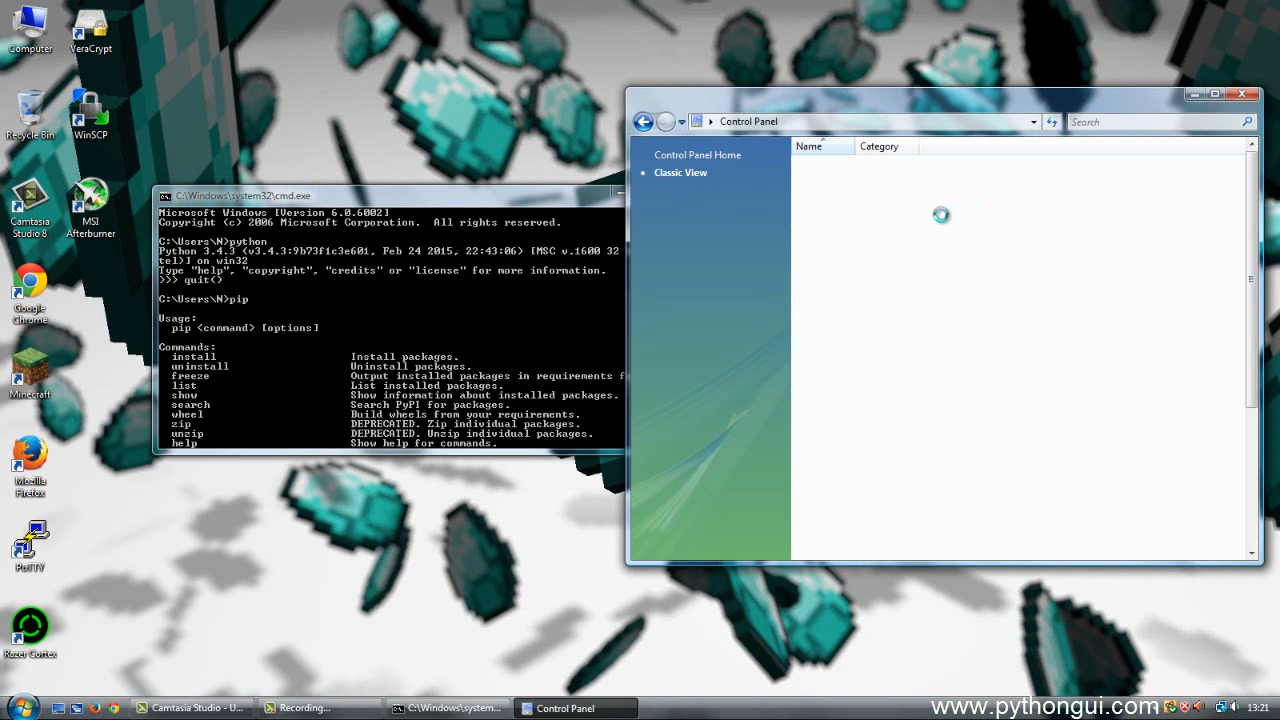 Computer
VeraCrypt
Recycle Bin
WinSCP
Camtasia Studio 8
MSI Afterburner
Google Chrome
Minecraft
Mozilla Firefox
PuTTY
Razer Cortex
C:\Windows\system32\cmd.exe
Microsoft Windows [Version 6.0.6002]
Copyright (c) 2006 Microsoft Corporation.  All rights reserved.
C:\Users\N>python
Python 3.4.3 (v3.4.3:9b73f1c3e601, Feb 24 2015, 22:43:06) [MSC v.1600 32
tel)] on win32
Type "help", "copyright", "credits" or "license" for more information.
>>> quit()
C:\Users\N>pip
Usage:
pip <command> [options]
Commands:
install Install packages.
uninstall Uninstall packages.
freeze Output installed packages in requirements f
list List installed packages.
show Show information about installed packages.
search Search PyPI for packages.
wheel Build wheels from your requirements.
zip DEPRECATED. Zip individual packages.
unzip DEPRECATED. Unzip individual packages.
help Show help for commands.
Control Panel
Search
Control Panel Home
Classic View
Name Category
Camtasia Studio - U...
Recording...
C:\Windows\system...
Control Panel
www.pythongui.com
13:21